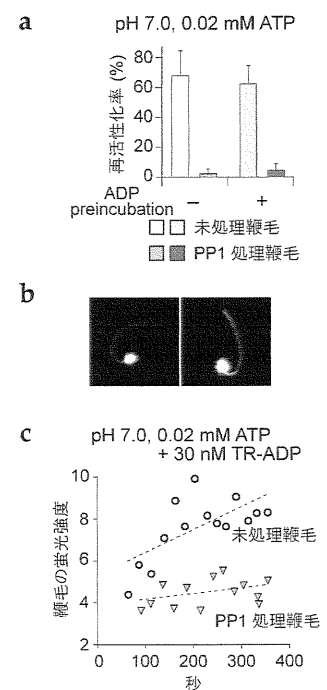 a
pH 7.0, 0.02 mM ATP
再活性化率 (%)
80
60
40
20
0
ADP
preincubation
− +
未処理鞭毛
PP1 処理鞭毛
b
c
pH 7.0, 0.02 mM ATP
+ 30 nM TR-ADP
鞭毛の蛍光強度
10
8
6
4
2
未処理鞭毛
PP1 処理鞭毛
0 100 200 300 400
秒